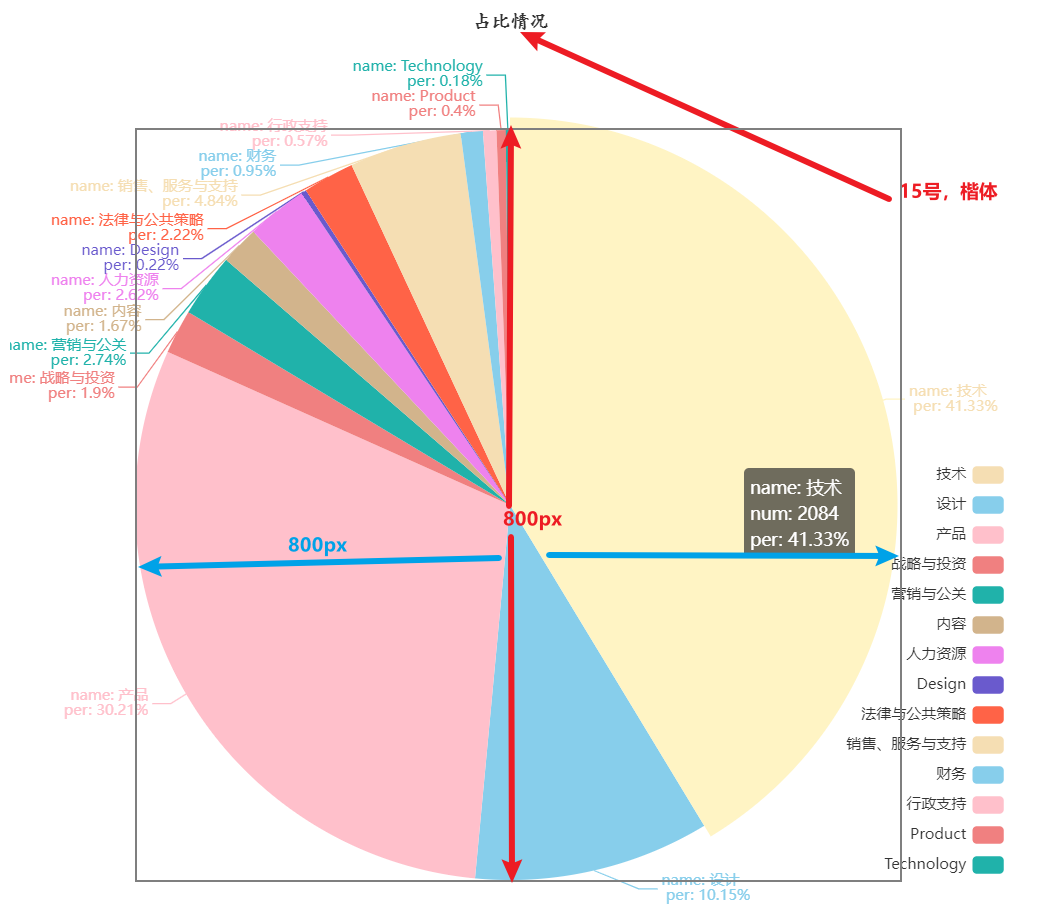 占比情况
name: Technology
per: 0.18%
name: Product
per: 0.4%
name: 行政支持
per: 0.57%
name: 财务
per: 0.95%
name: 销售、服务与支持
per: 4.84%
15号，楷体
name: 法律与公共策略
per: 2.22%
name: Design
per: 0.22%
name: 人力资源
per: 2.62%
name: 内容
per: 1.67%
name: 营销与公关
per: 2.74%
me: 战略与投资
per: 1.9%
name: 技术
per: 41.33%
name: 技术
num: 2084
per: 41.33%
800px
800px
name: 产品
per: 30.21%
name: 设计
per: 10.15%
技术
设计
产品
战略与投资
营销与公关
内容
人力资源
Design
法律与公共策略
销售、服务与支持
财务
行政支持
Product
Technology